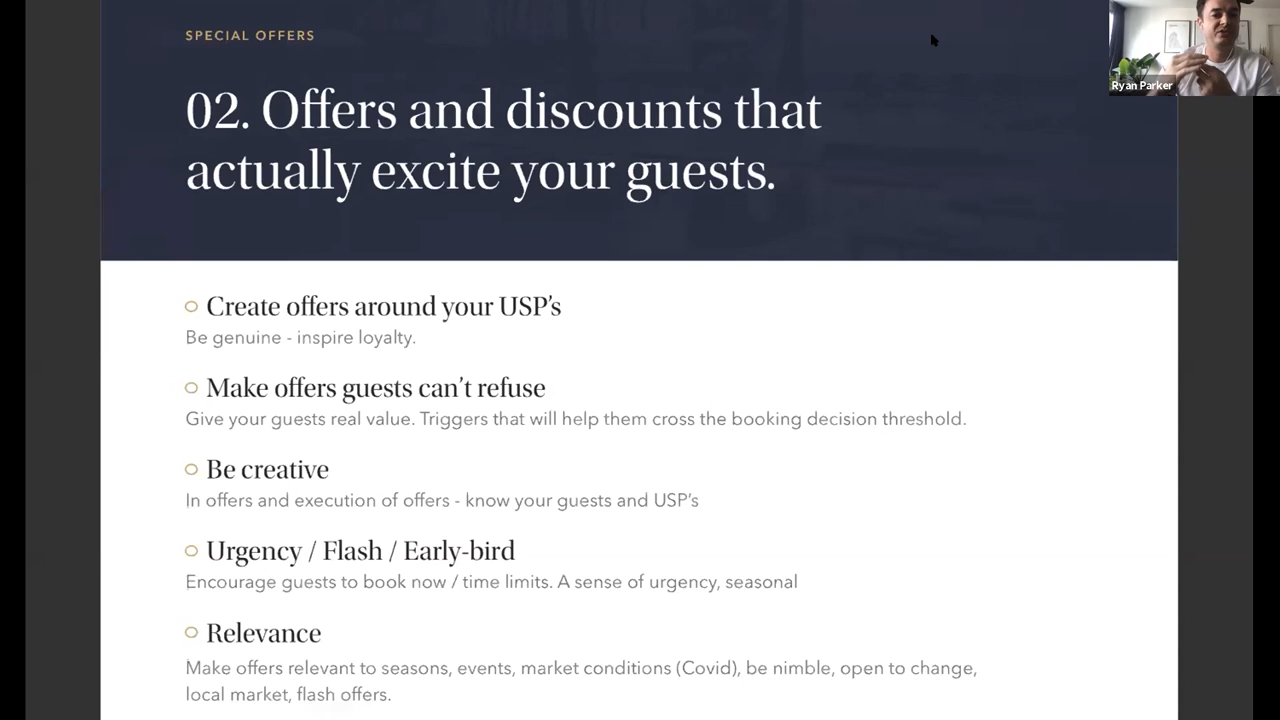 SPECIAL OFFERS
02. Offers and discounts that
actually excite your guests.
Create offers around your USP's
Be genuine - inspire loyalty.
Make offers guests can't refuse
Give your guests real value. Triggers that will help them cross the booking decision threshold.
Be creative
In offers and execution of offers - know your guests and USP's
Urgency / Flash / Early-bird
Encourage guests to book now / time limits. A sense of urgency, seasonal
Relevance
Make offers relevant to seasons, events, market conditions (Covid), be nimble, open to change,
local market, flash offers.
Ryan Parker